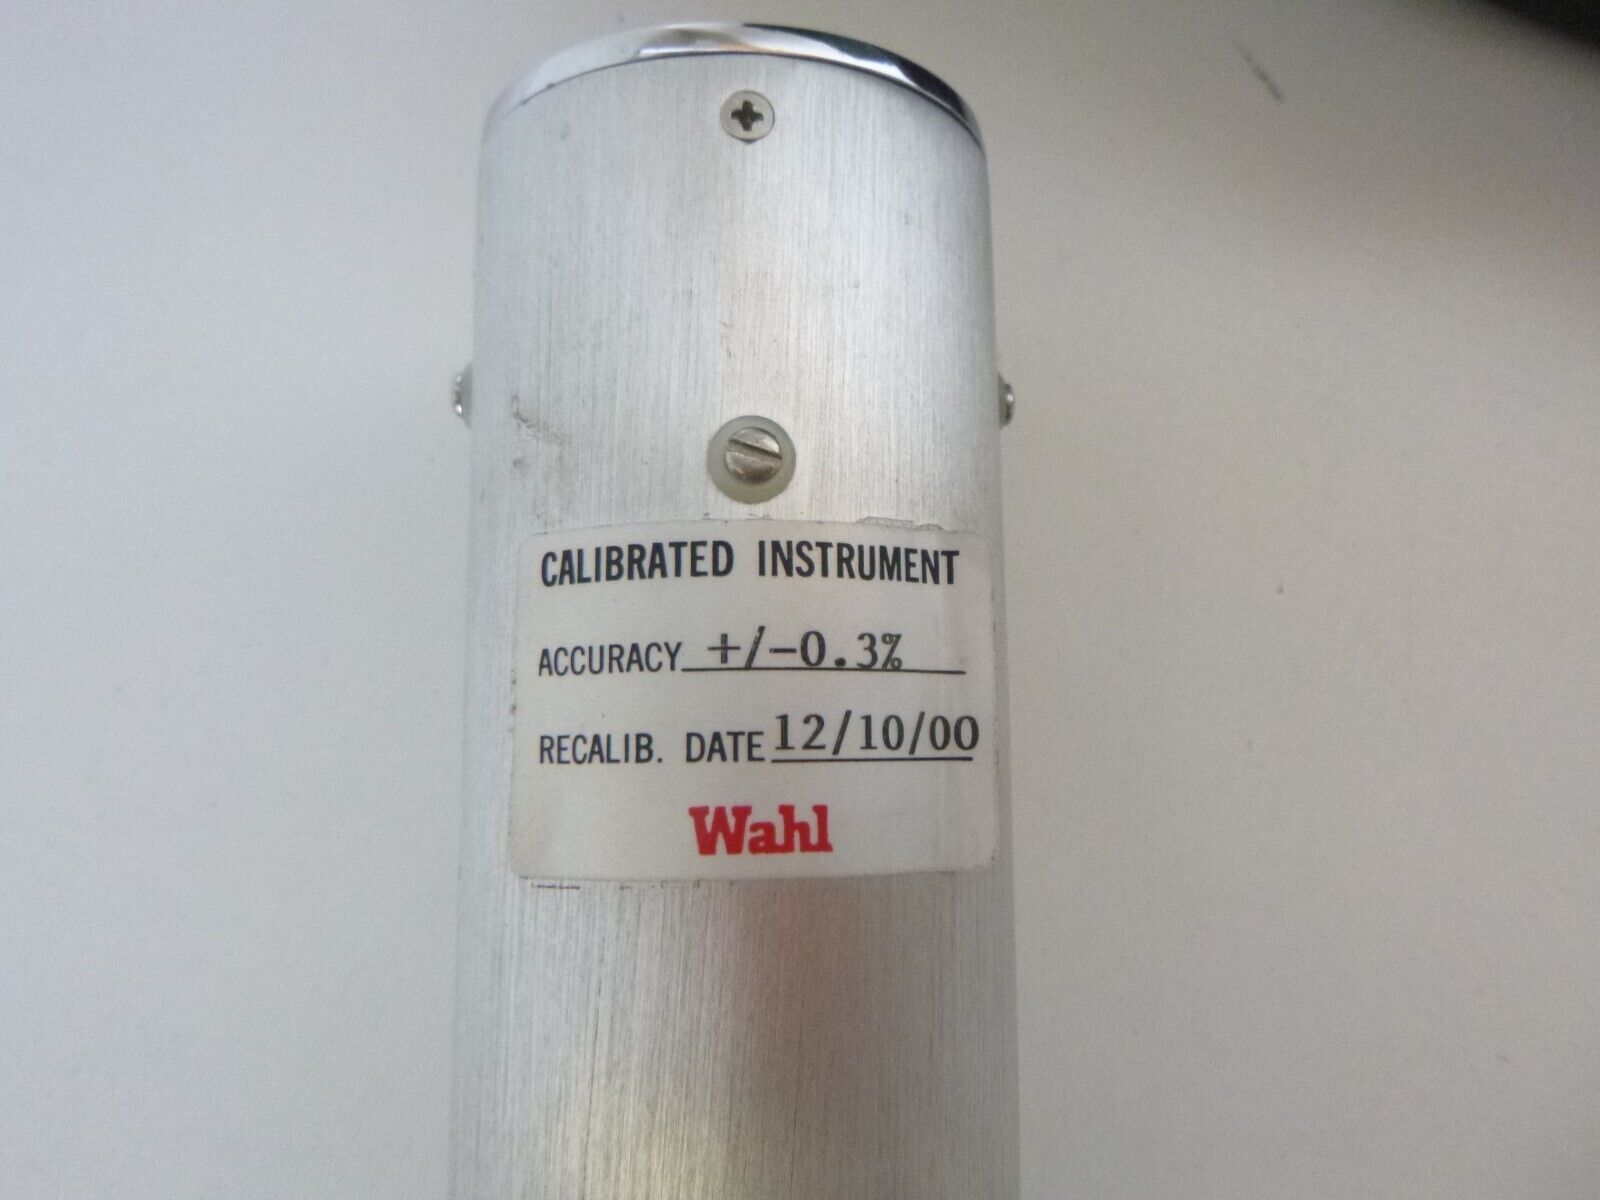 CALIBRATED INSTRUMENT
ACCURACY +/-0.3%
RECALIB. DATE 12/10/00
Wahl